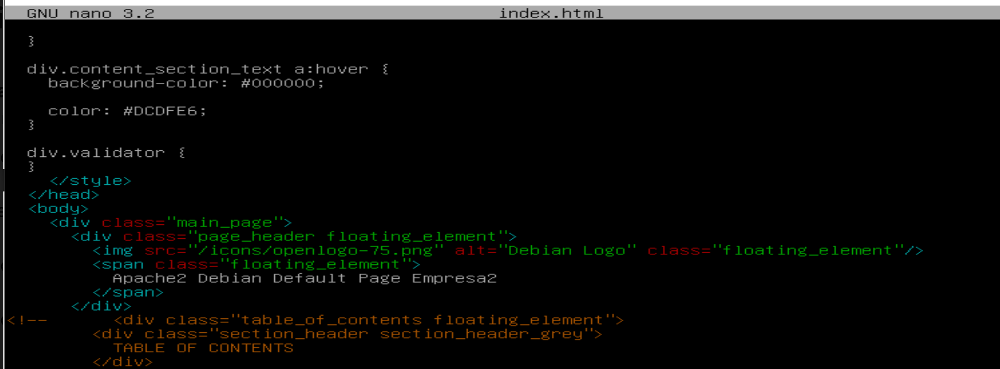 GNU nano 3.2 index.html
}
div.content_section_text a:hover {
background-color: #000000;
color: #DCDFE6;
}
div.validator {
}
</style>
</head>
<body>
<div class="main_page">
<div class="page_header floating_element">
<img src="/icons/openlogo-75.png" alt="Debian Logo" class="floating_element"/>
<span class="floating_element">
Apache2 Debian Default Page Empresa2
</span>
</div>
<!-- <div class="table_of_contents floating_element">
<div class="section_header section_header_grey">
TABLE OF CONTENTS
</div>